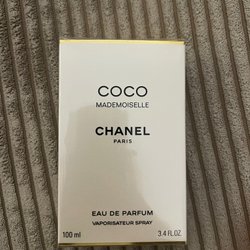 COCO
MADEMOISELLE
CHANEL
PARIS
EAU DE PARFUM
VAPORISATEUR SPRAY
100 ml 3.4 FL.OZ.